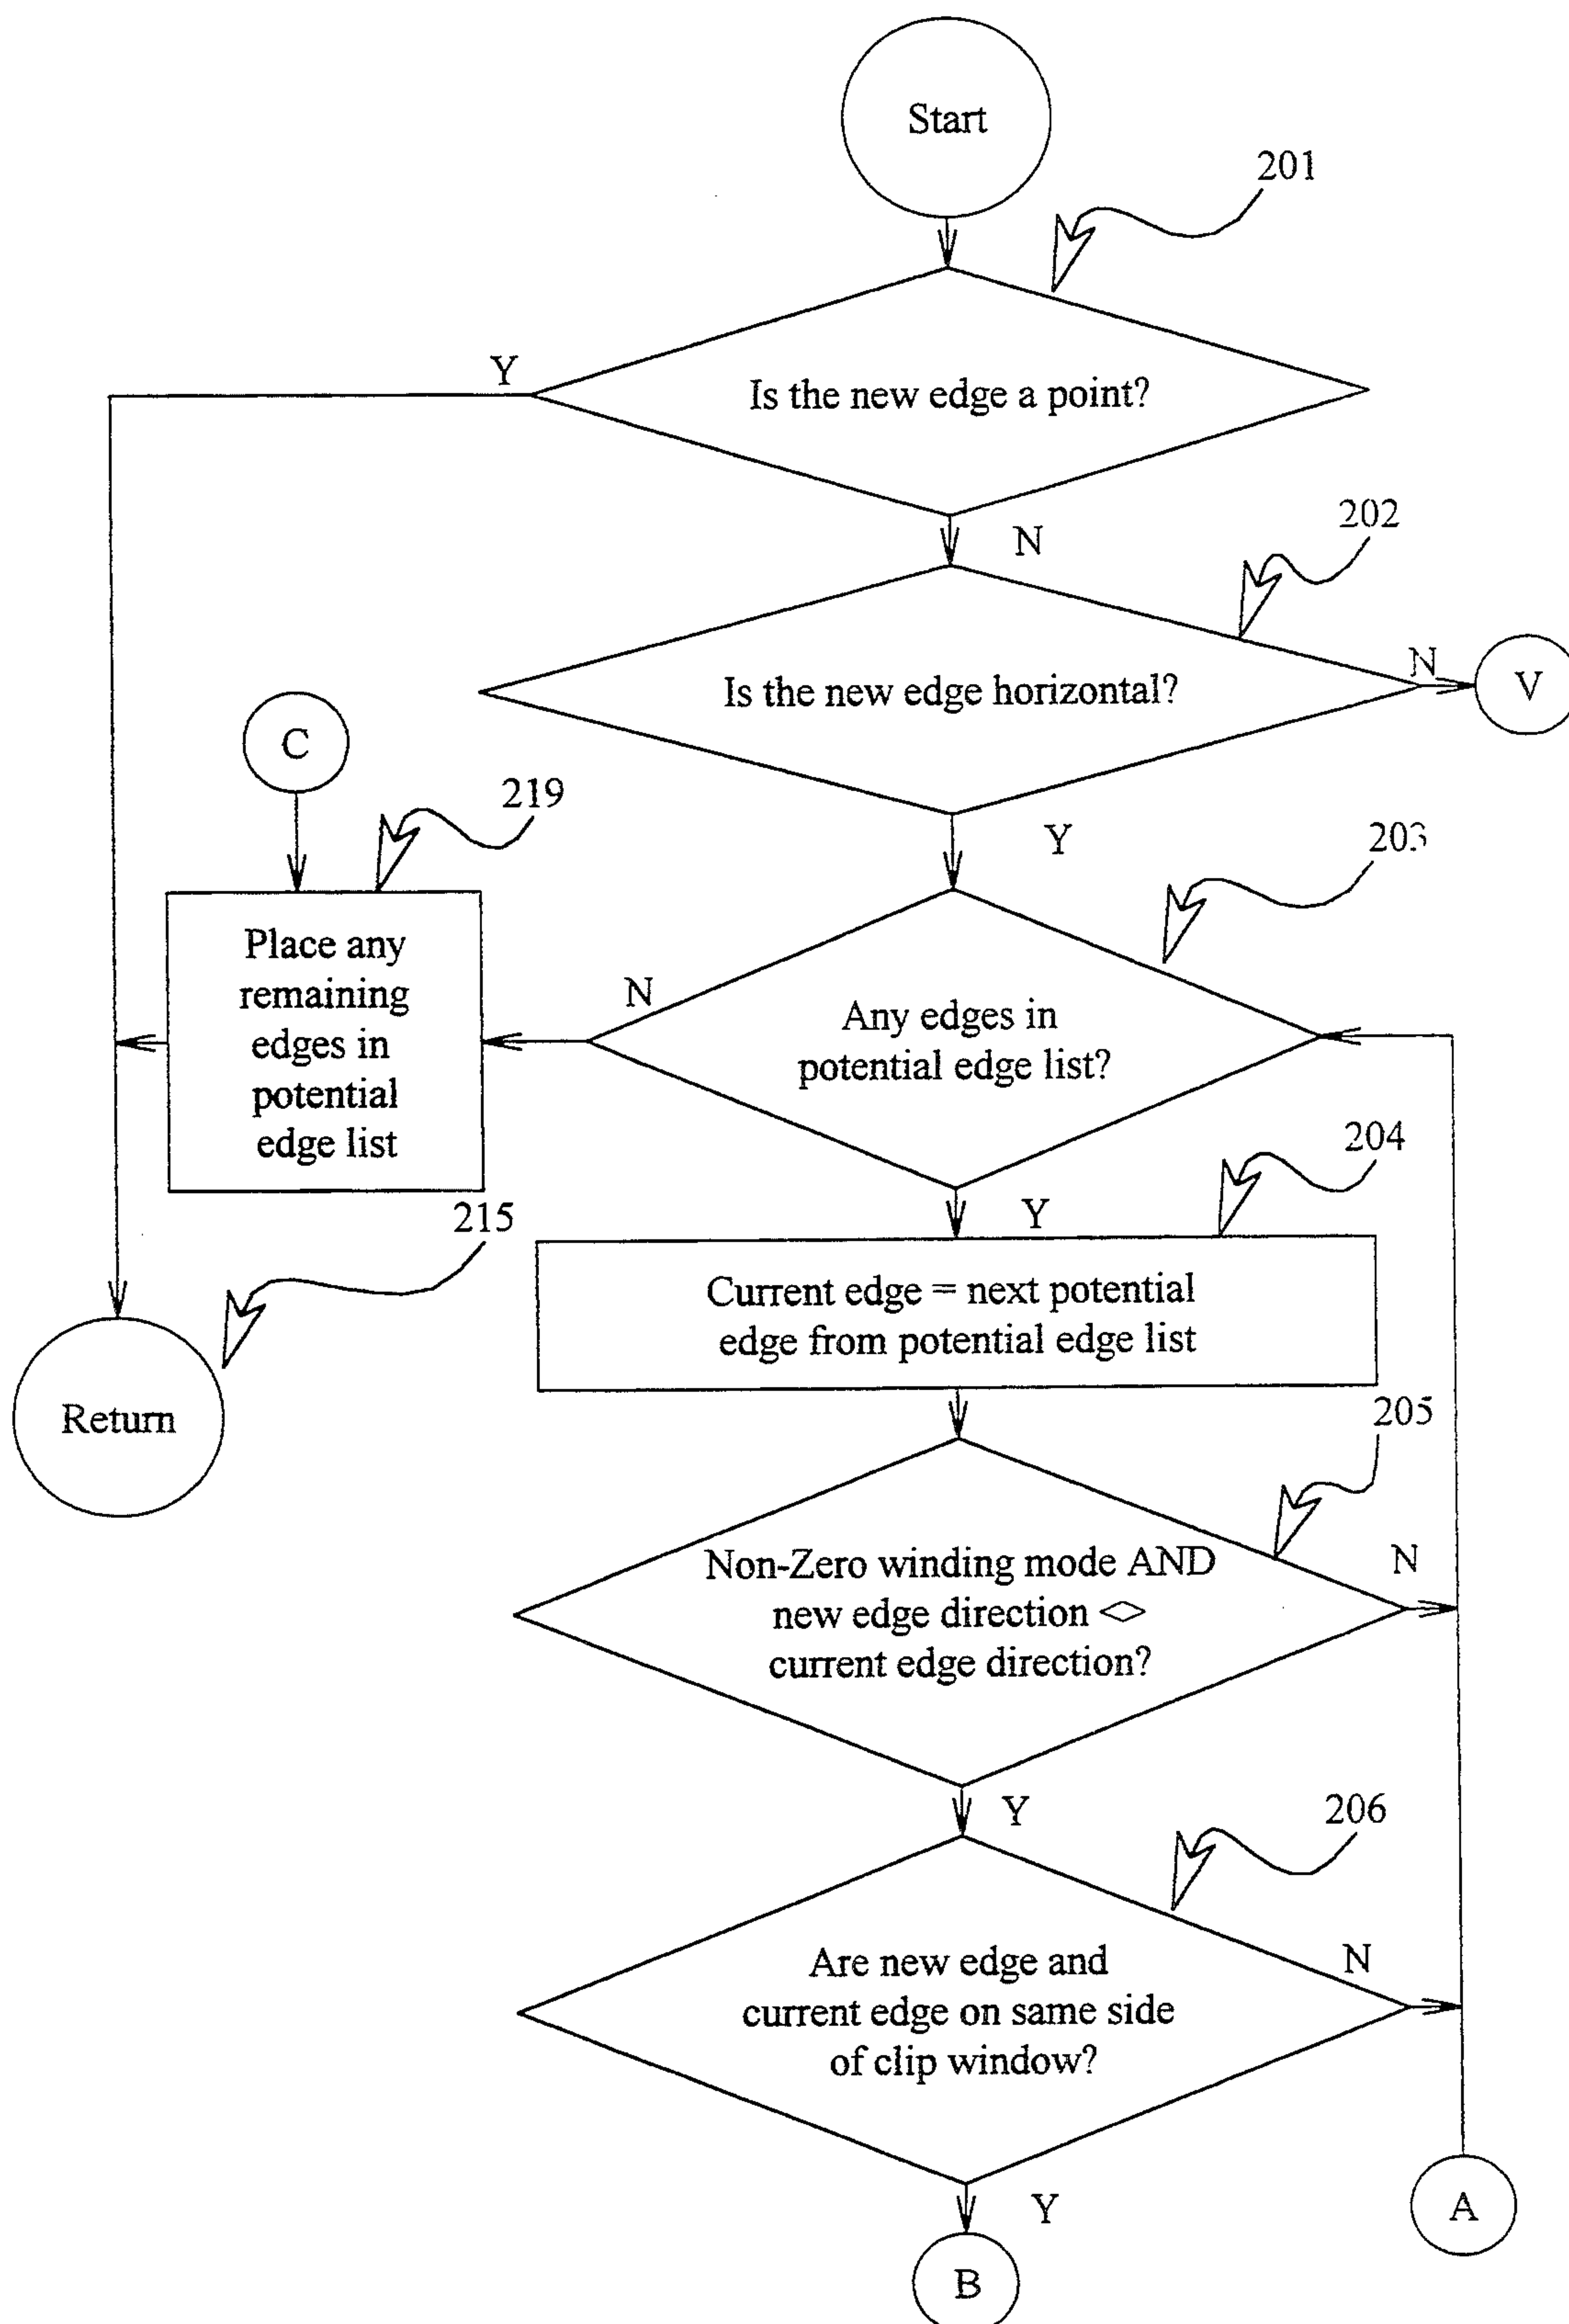 Start
201
Y
Is the new edge a point?
N
202
Is the new edge horizontal?
N
V
C
219
Y
203
Place any
remaining
edges in
potential
edge list
N
Any edges in
potential edge list?
215
Y
204
Current edge = next potential
edge from potential edge list
Return
205
Non-Zero winding mode AND
new edge direction <>
current edge direction?
N
Y
206
Are new edge and
current edge on same side
of clip window?
N
Y
A
B